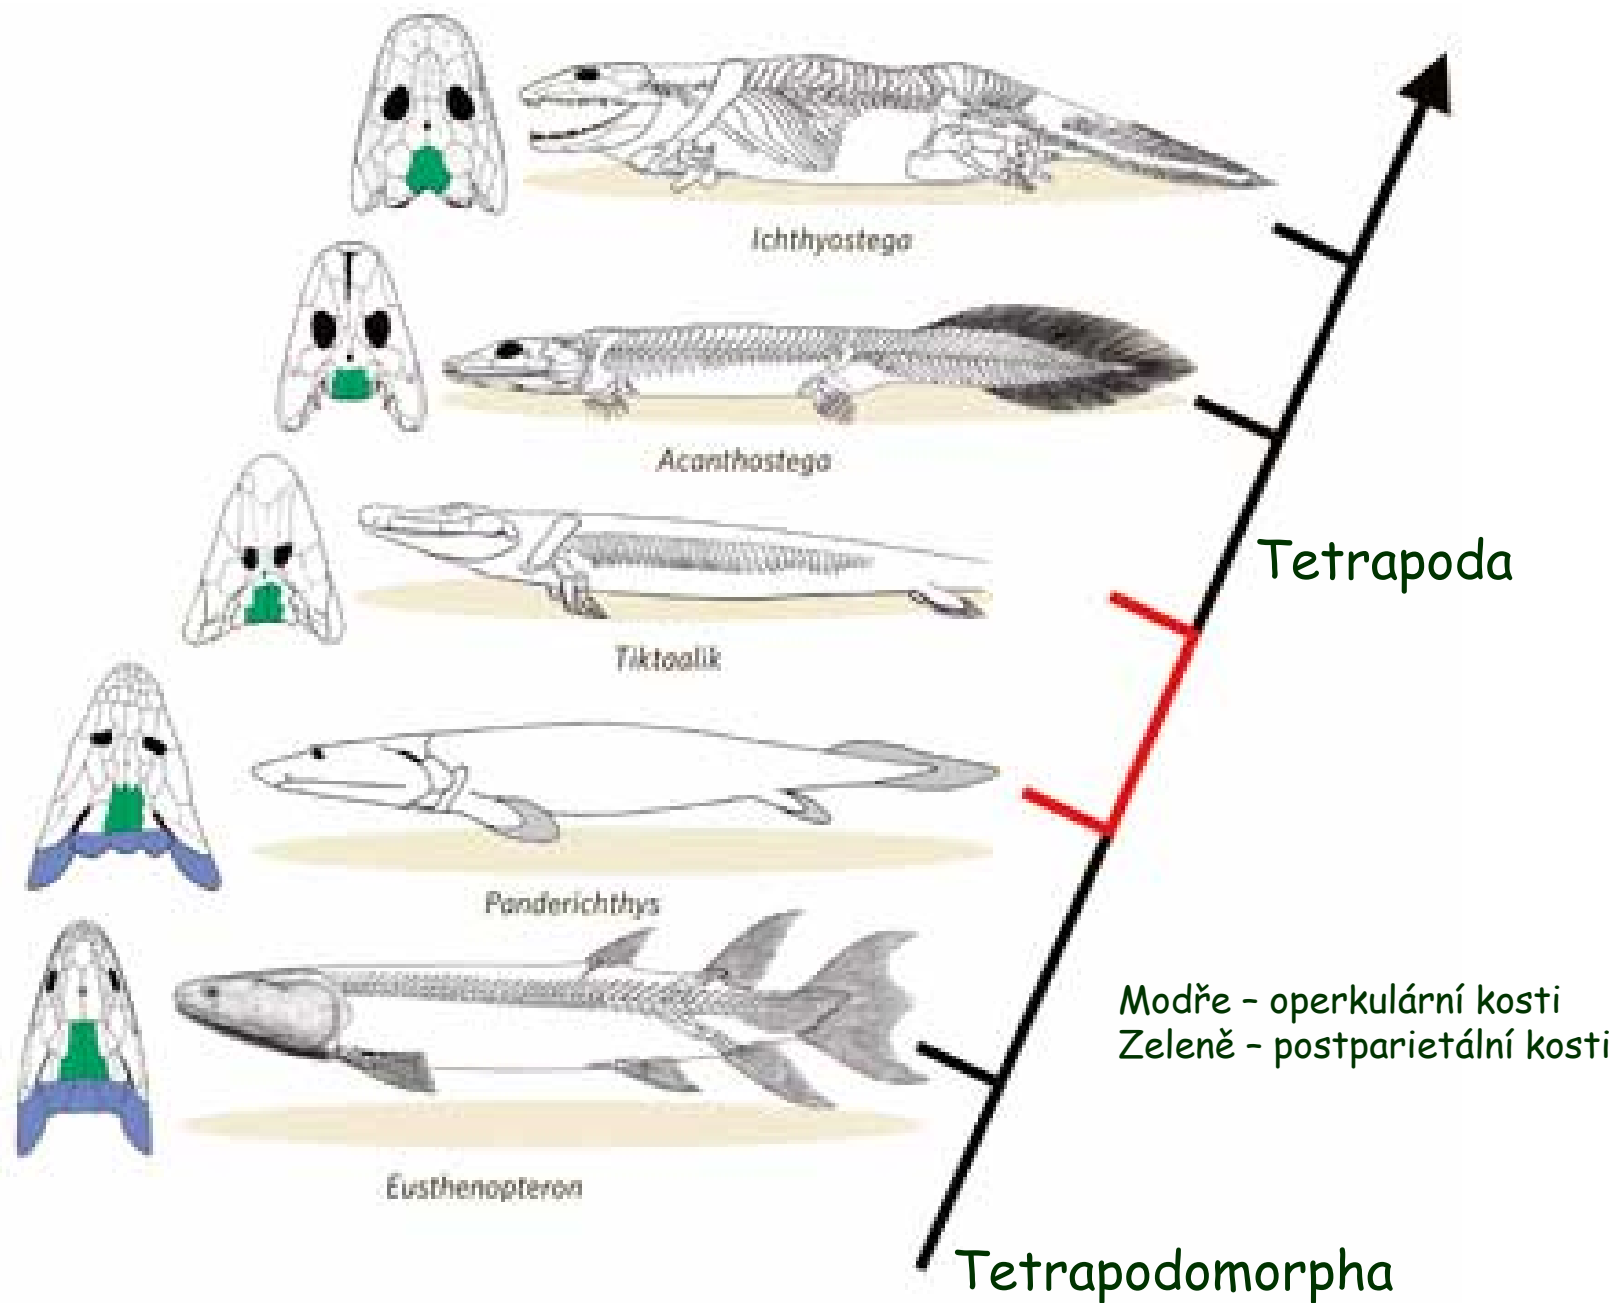 Ichthyostega
Acanthostega
Tetrapoda
Tiktaalik
Panderichthys
Modře – operkulární kosti
Zeleně – postparietální kosti
Eusthenopteron
Tetrapodomorpha